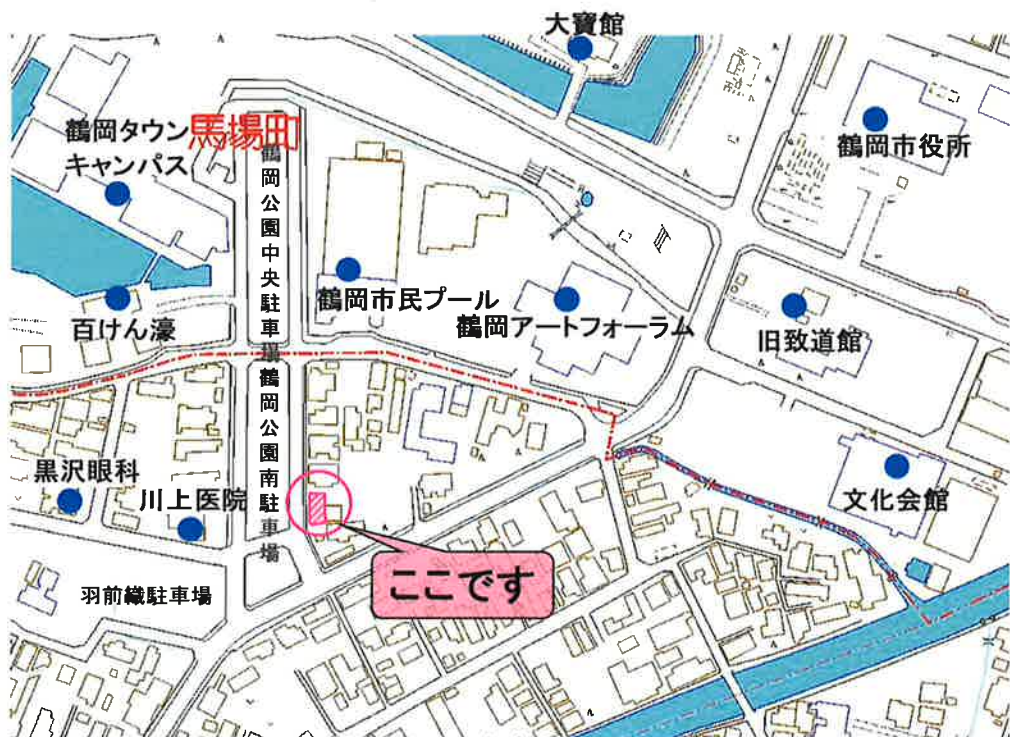 大寳館
鶴岡タウン
キャンパス
馬場町
鶴岡市役所
鶴岡公園中央駐車場
鶴岡市民プール
鶴岡アートフォーラム
百けん濠
旧致道館
鶴岡公園南駐車場
黒沢眼科
川上医院
文化会館
ここです
羽前織駐車場